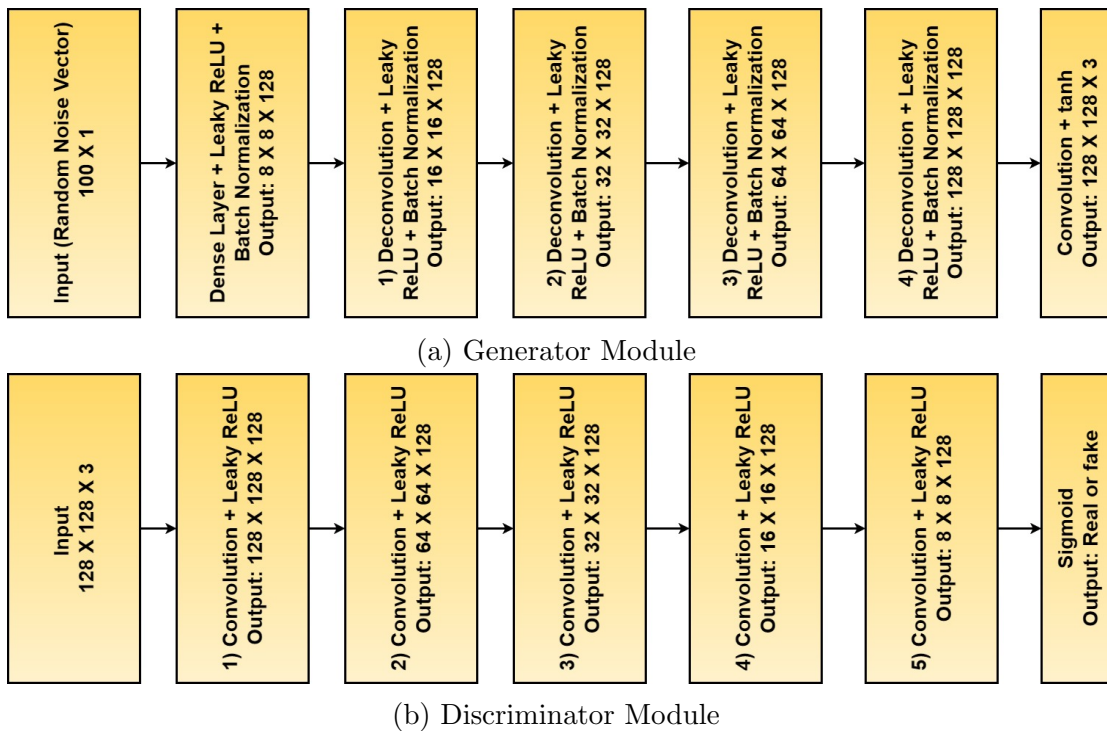 Input (Random Noise Vector)
100 X 1
Dense Layer + Leaky ReLU +
Batch Normalization
Output: 8 X 8 X 128
1) Deconvolution + Leaky
ReLU + Batch Normalization
Output: 16 X 16 X 128
2) Deconvolution + Leaky
ReLU + Batch Normalization
Output: 32 X 32 X 128
3) Deconvolution + Leaky
ReLU + Batch Normalization
Output: 64 X 64 X 128
4) Deconvolution + Leaky
ReLU + Batch Normalization
Output: 128 X 128 X 128
Convolution + tanh
Output: 128 X 128 X 3
(a) Generator Module
Input
128 X 128 X 3
1) Convolution + Leaky ReLU
Output: 128 X 128 X 128
2) Convolution + Leaky ReLU
Output: 64 X 64 X 128
3) Convolution + Leaky ReLU
Output: 32 X 32 X 128
4) Convolution + Leaky ReLU
Output: 16 X 16 X 128
5) Convolution + Leaky ReLU
Output: 8 X 8 X 128
Sigmoid
Output: Real or fake
(b) Discriminator Module